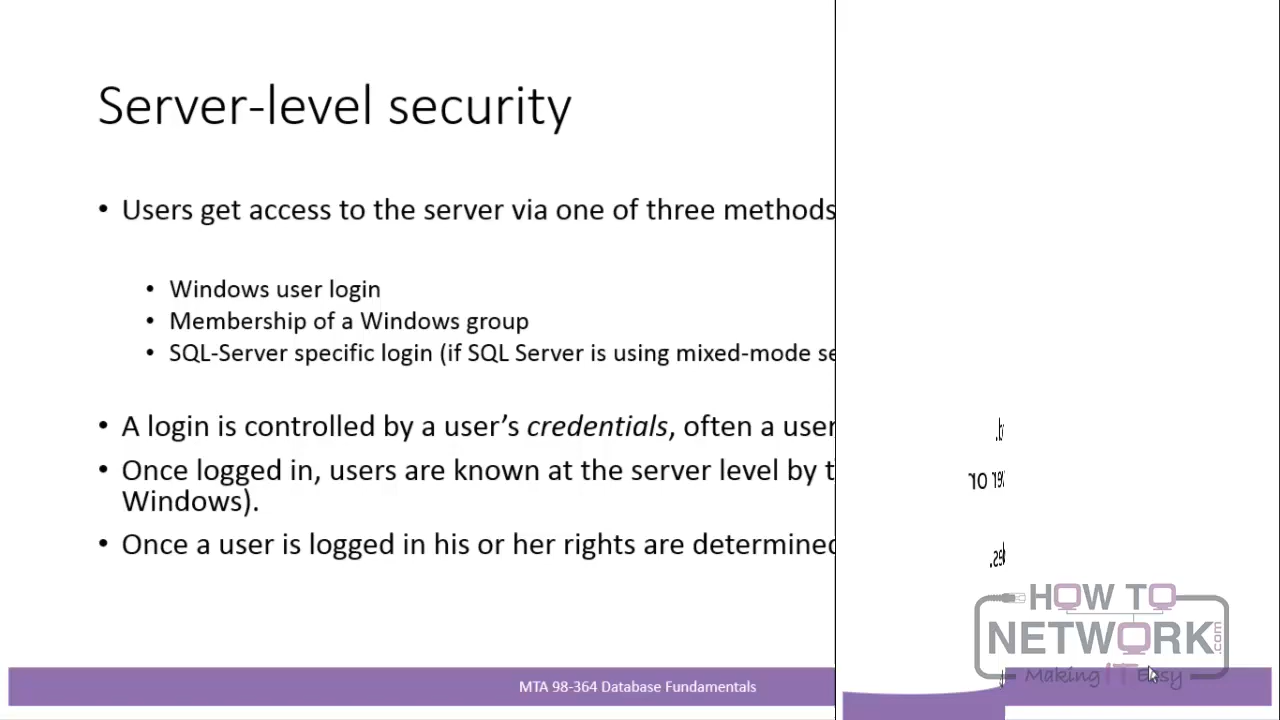 Server-level security
• Users get access to the server via one of three methods
• Windows user login
• Membership of a Windows group
• SQL-Server specific login (if SQL Server is using mixed-mode se
• A login is controlled by a user’s credentials, often a user
• Once logged in, users are known at the server level by t
Windows).
• Once a user is logged in his or her rights are determined
HOW TO
NETWORK.com
Making IT Easy
MTA 98-364 Database Fundamentals